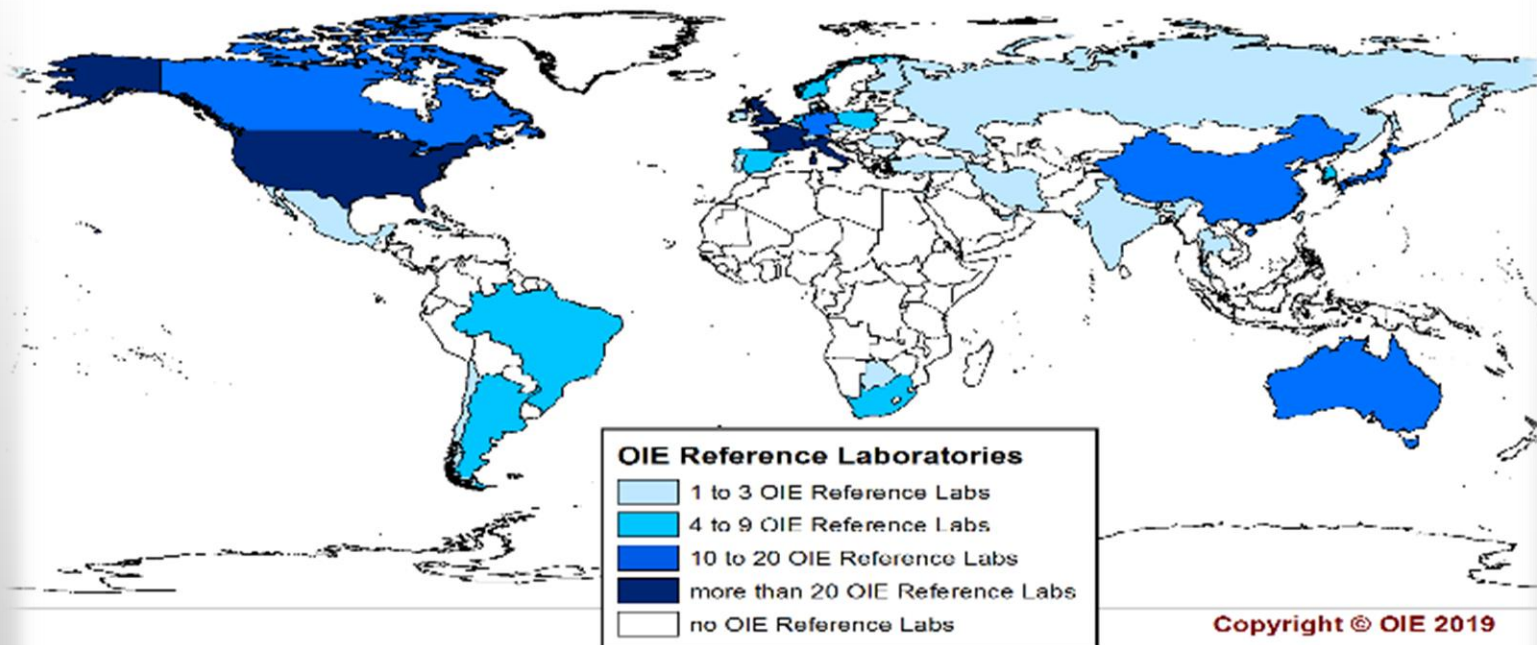 OIE Reference Laboratories
1 to 3 OIE Reference Labs
4 to 9 OIE Reference Labs
10 to 20 OIE Reference Labs
more than 20 OIE Reference Labs
no OIE Reference Labs
Copyright © OIE 2019